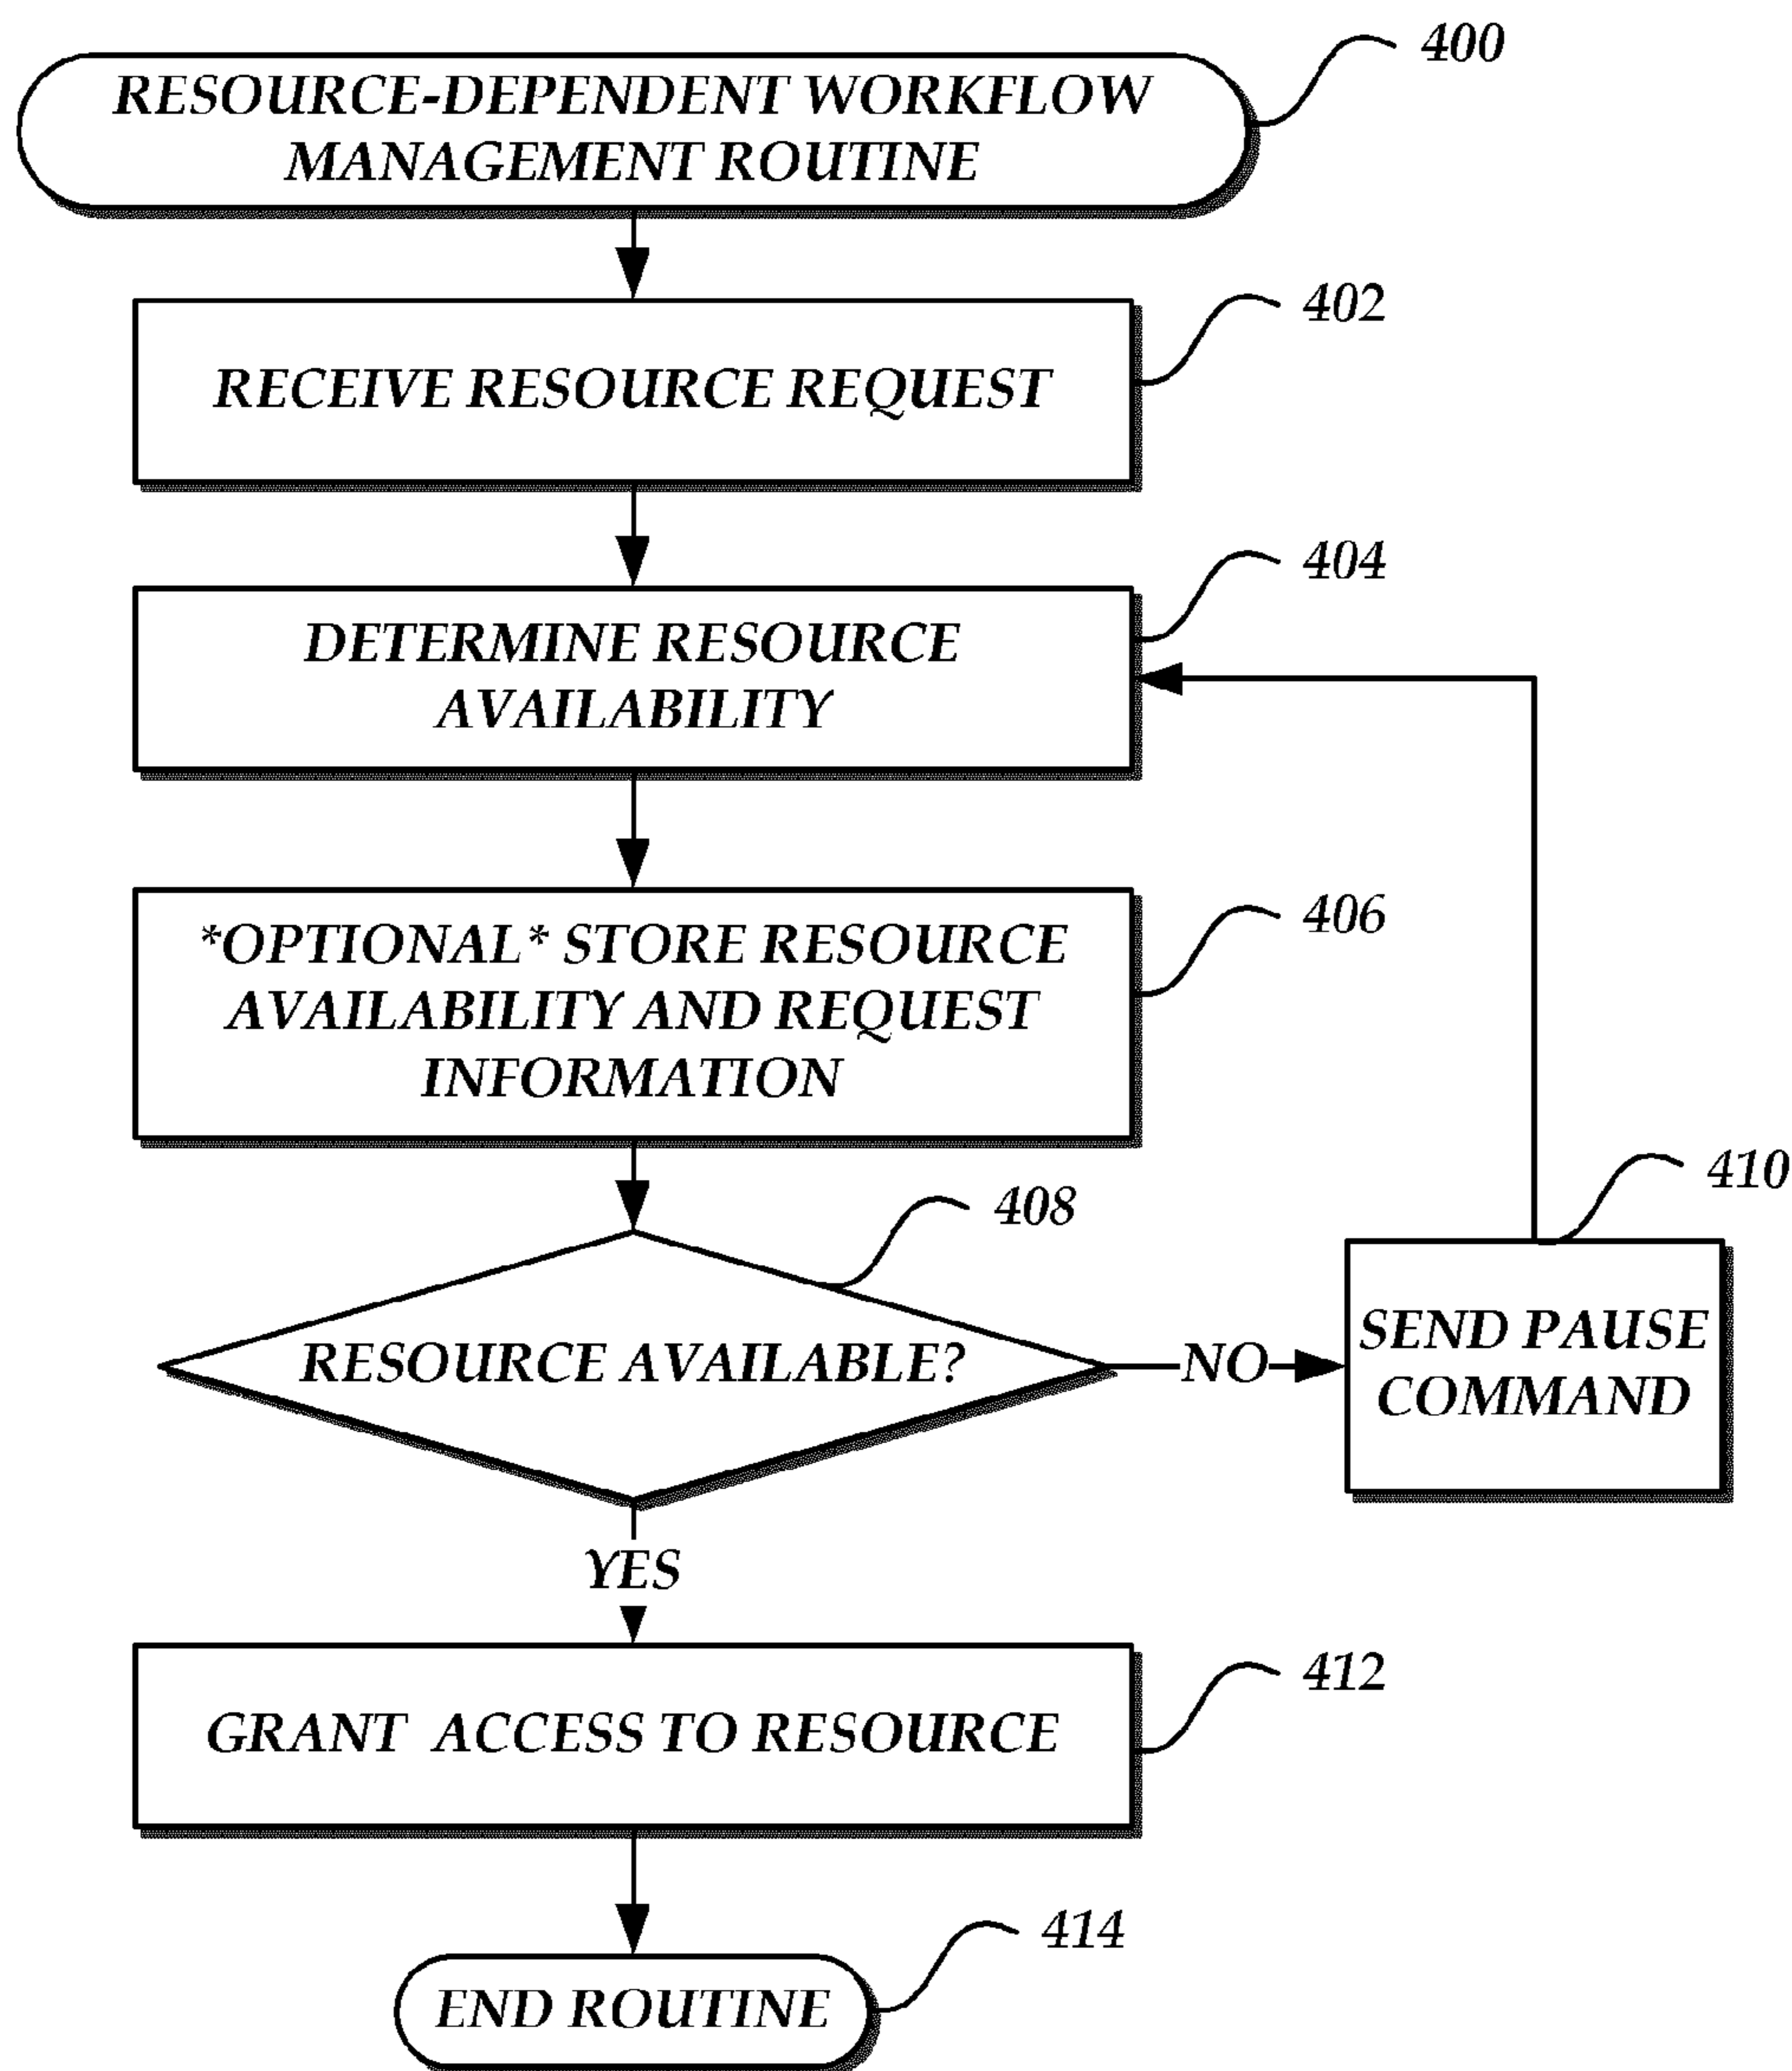 400
RESOURCE-DEPENDENT WORKFLOW
MANAGEMENT ROUTINE
402
RECEIVE RESOURCE REQUEST
404
DETERMINE RESOURCE
AVAILABILITY
406
*OPTIONAL* STORE RESOURCE
AVAILABILITY AND REQUEST
INFORMATION
408
RESOURCE AVAILABLE?
NO
410
SEND PAUSE
COMMAND
YES
412
GRANT ACCESS TO RESOURCE
414
END ROUTINE